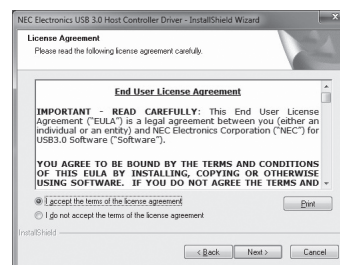 NEC Electronics USB 3.0 Host Controller Driver - InstallShield Wizard
License Agreement
Please read the following license agreement carefully.
End User License Agreement
IMPORTANT - READ CAREFULLY: This End User License
Agreement ("EULA") is a legal agreement between you (either an
individual or an entity) and NEC Electronics Corporation ("NEC") for
USB3.0 Software ("Software").
YOU AGREE TO BE BOUND BY THE TERMS AND CONDITIONS
OF THIS EULA BY INSTALLING, COPYING OR OTHERWISE
USING SOFTWARE. IF YOU DO NOT AGREE THE TERMS AND
I accept the terms of the license agreement
Print
I do not accept the terms of the license agreement
InstallShield
< Back Next > Cancel